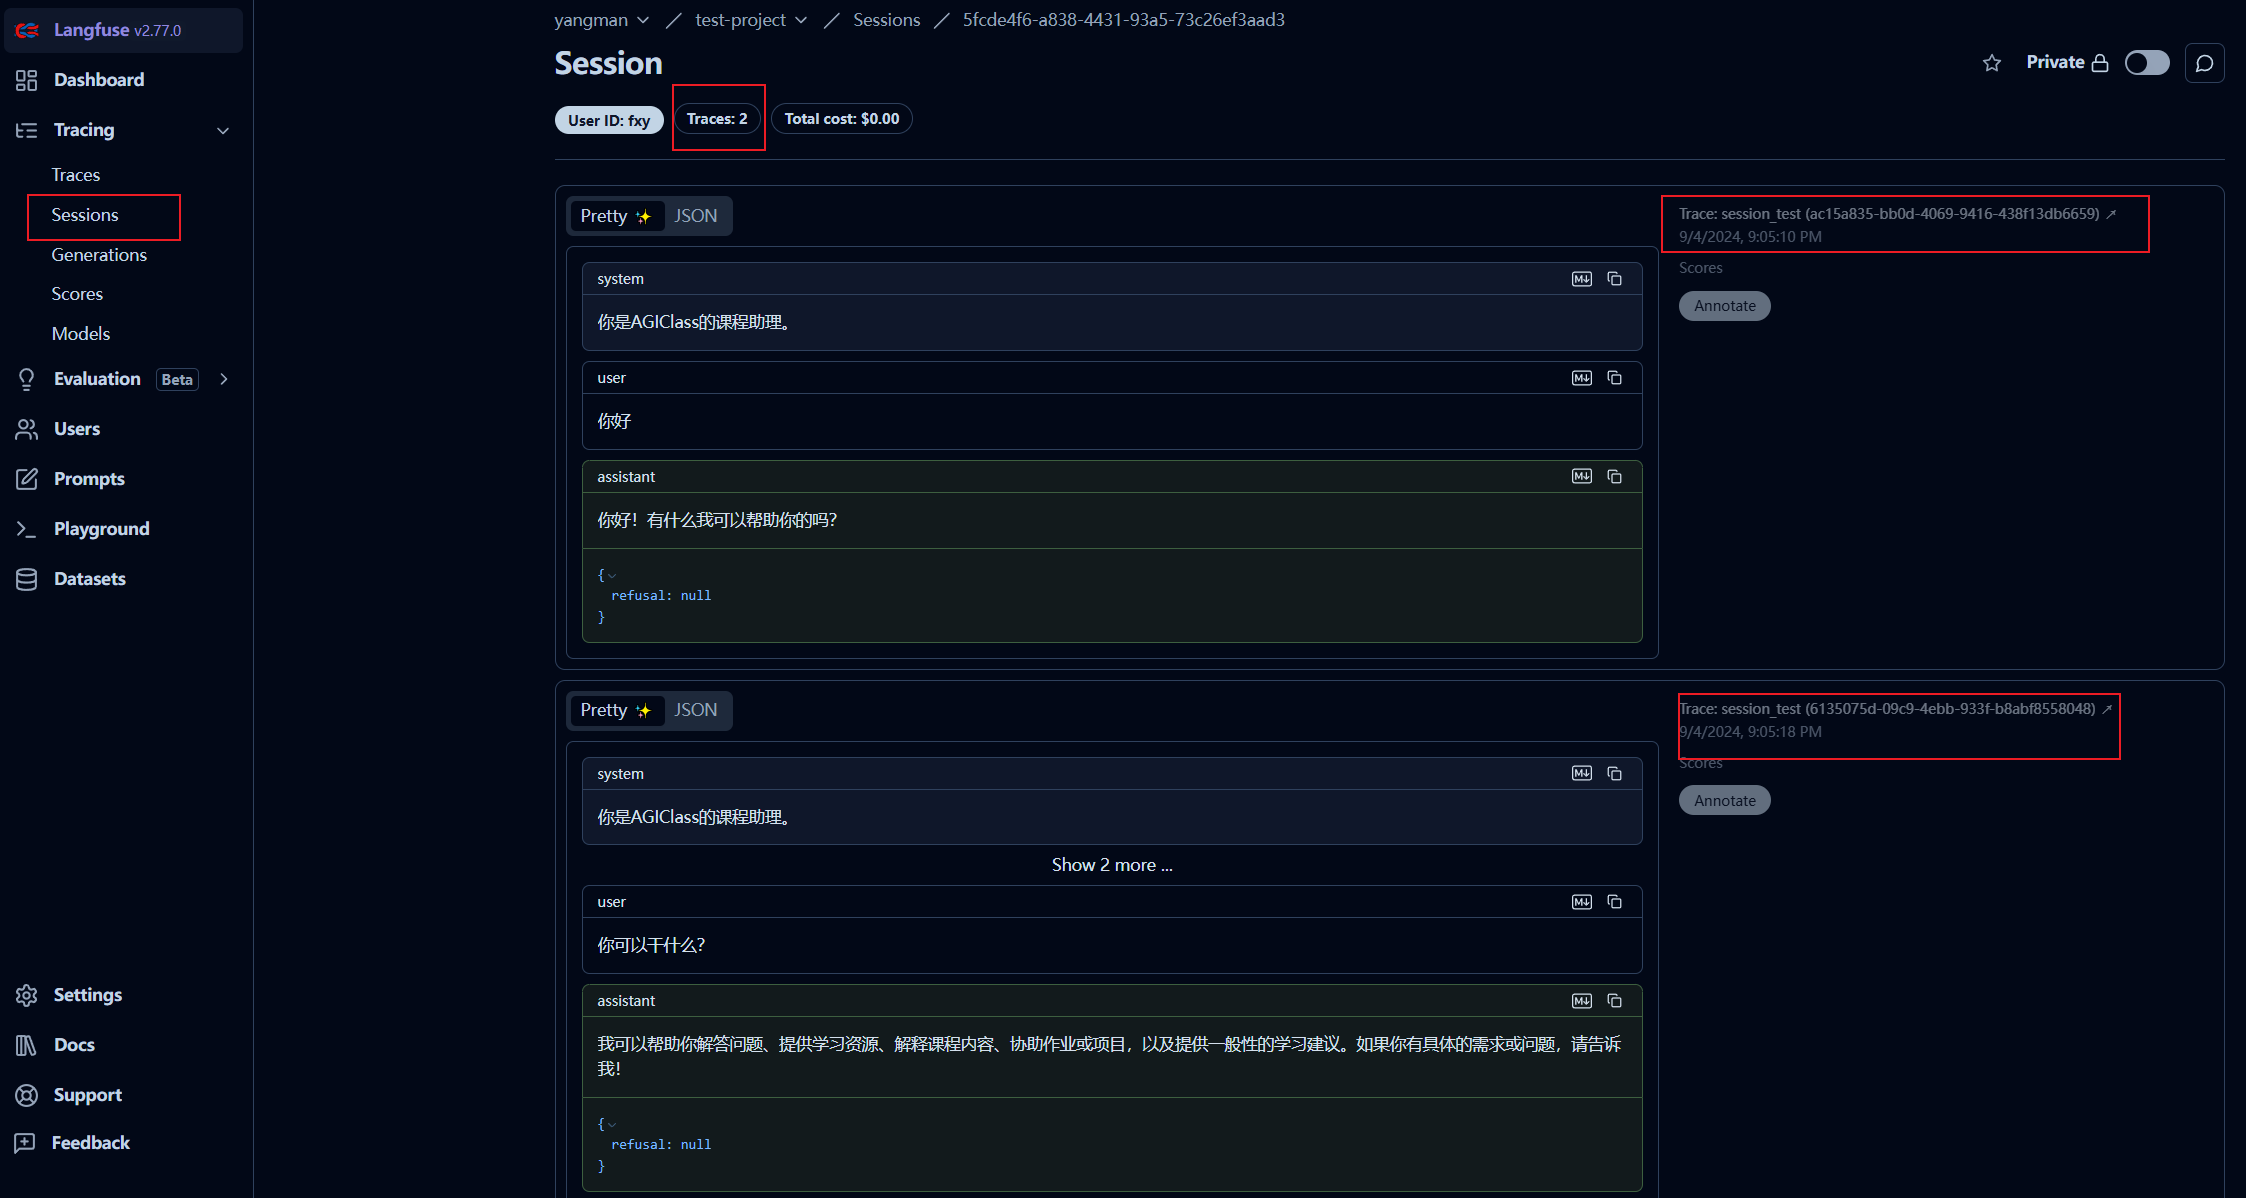 Langfuse v2.77.0
Dashboard
Tracing
Traces
Sessions
Generations
Scores
Models
Evaluation Beta
Users
Prompts
Playground
Datasets
Settings
Docs
Support
Feedback
yangman / test-project / Sessions / 5fcde4f6-a838-4431-93a5-73c26ef3aad3
Session
Private
User ID: fxy Traces: 2 Total cost: $0.00
Pretty ✨ JSON
system
你是AGIClass的课程助理。
user
你好
assistant
你好！有什么我可以帮助你的吗？
{
refusal: null
}
Trace: session_test (ac15a835-bb0d-4069-9416-438f13db6659) ↗
9/4/2024, 9:05:10 PM
Scores
Annotate
Pretty ✨ JSON
system
你是AGIClass的课程助理。
Show 2 more ...
user
你可以干什么？
assistant
我可以帮助你解答问题、提供学习资源、解释课程内容、协助作业或项目，以及提供一般性的学习建议。如果你有具体的需求或问题，请告诉
我！
{
refusal: null
}
Trace: session_test (6135075d-09c9-4ebb-933f-b8abf8558048) ↗
9/4/2024, 9:05:18 PM
Scores
Annotate